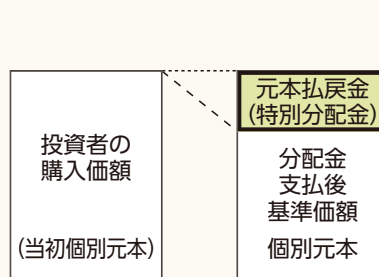 投資者の
購入価額
(当初個別元本)
元本払戻金
(特別分配金)
分配金
支払後
基準価額
個別元本